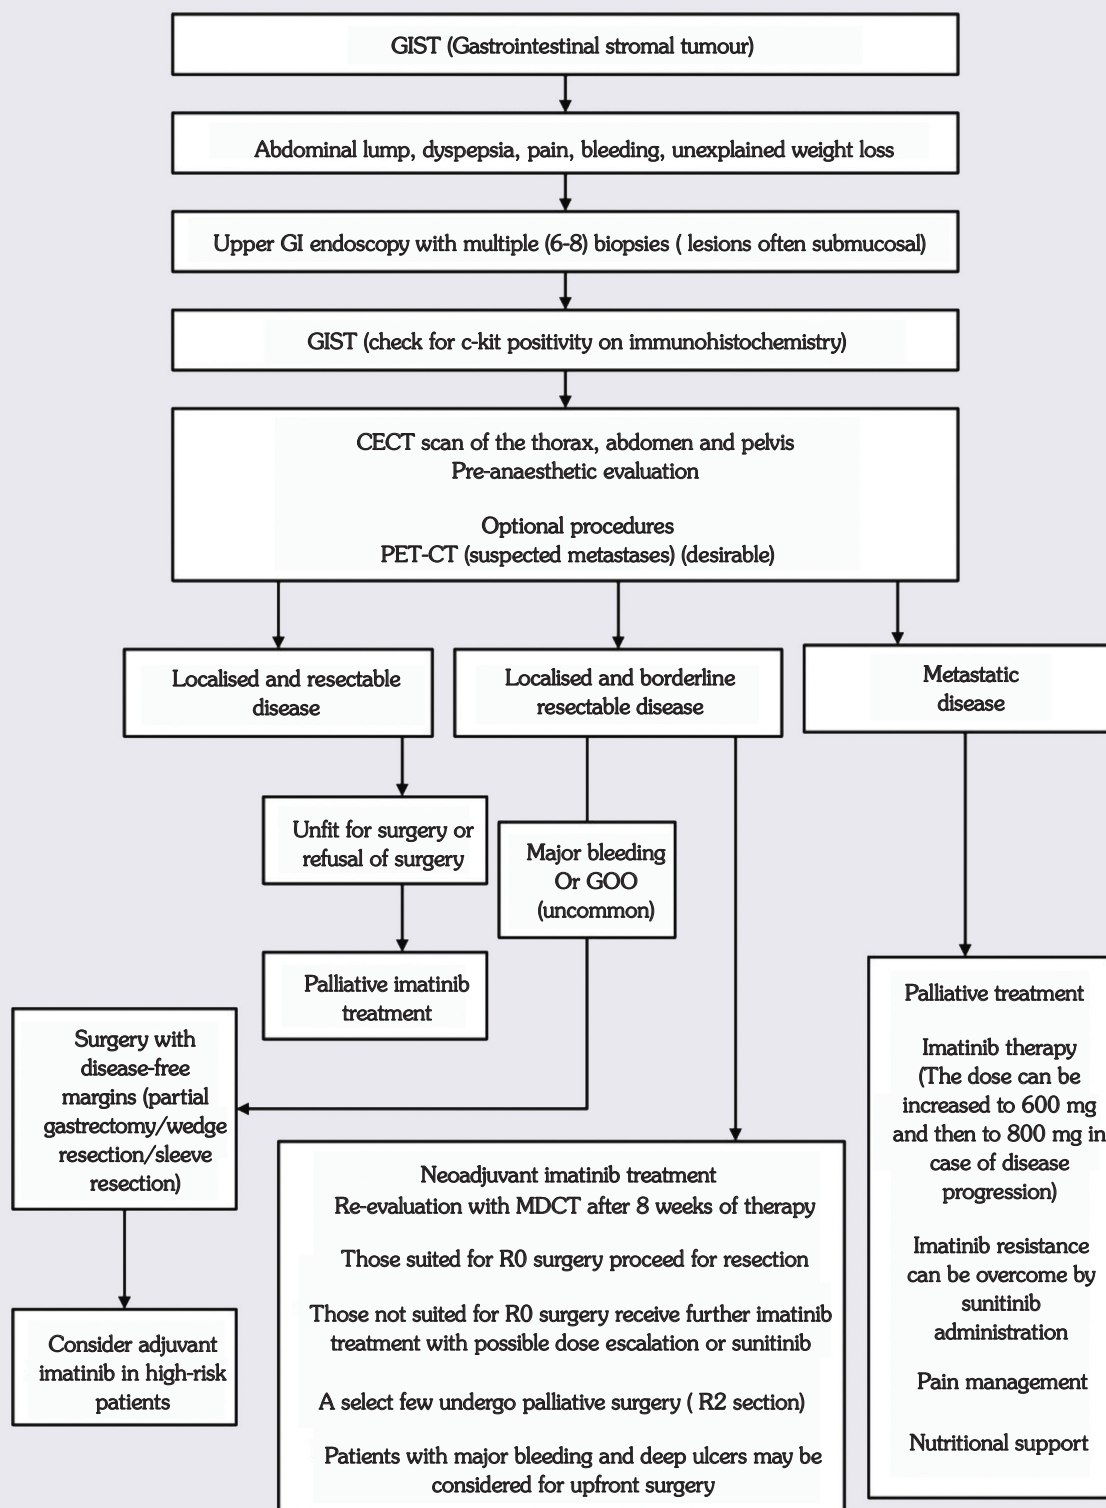 GIST (Gastrointestinal stromal tumour)
Abdominal lump, dyspepsia, pain, bleeding, unexplained weight loss
Upper GI endoscopy with multiple (6-8) biopsies ( lesions often submucosal)
GIST (check for c-kit positivity on immunohistochemistry)
CECT scan of the thorax, abdomen and pelvis
Pre-anaesthetic evaluation
Optional procedures
PET-CT (suspected metastases) (desirable)
Localised and resectable
disease
Localised and borderline
resectable disease
Metastatic
disease
Unfit for surgery or
refusal of surgery
Major bleeding
Or GOO
(uncommon)
Palliative imatinib
treatment
Surgery with
disease-free
margins (partial
gastrectomy/wedge
resection/sleeve
resection)
Consider adjuvant
imatinib in high-risk
patients
Neoadjuvant imatinib treatment
Re-evaluation with MDCT after 8 weeks of therapy
Those suited for R0 surgery proceed for resection
Those not suited for R0 surgery receive further imatinib
treatment with possible dose escalation or sunitinib
A select few undergo palliative surgery ( R2 section)
Patients with major bleeding and deep ulcers may be
considered for upfront surgery
Palliative treatment
Imatinib therapy
(The dose can be
increased to 600 mg
and then to 800 mg in
case of disease
progression)
Imatinib resistance
can be overcome by
sunitinib
administration
Pain management
Nutritional support